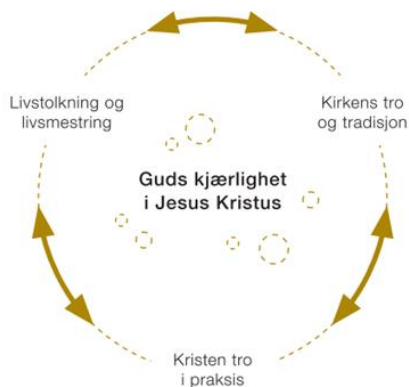 Livstolkning og
livsmestring
Kirkens tro
og tradisjon
Guds kjærlighet
i Jesus Kristus
Kristen tro
i praksis